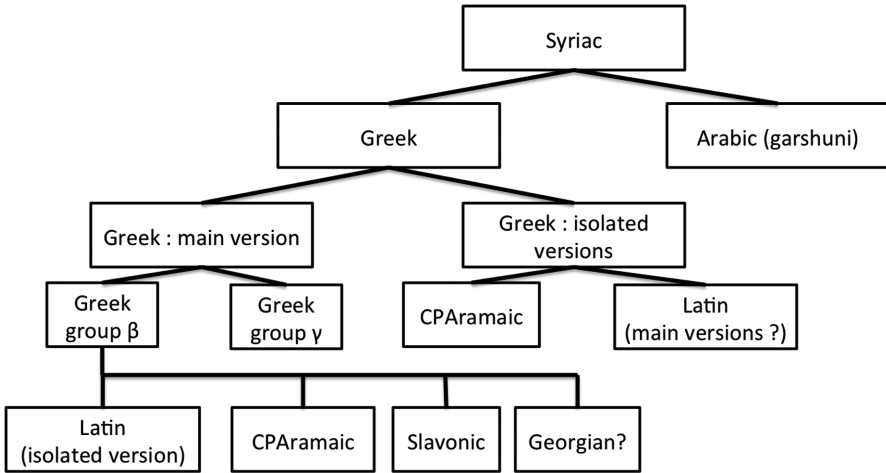 Syriac
Greek
Arabic (garshuni)
Greek : main version
Greek : isolated
versions
Greek
group β
Greek
group γ
CPAramaic
Latin
(main versions ?)
Latin
(isolated version)
CPAramaic
Slavonic
Georgian?